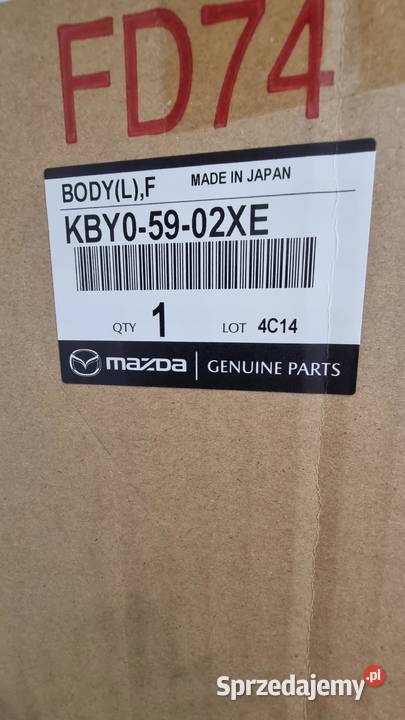 FD74
BODY(L),F MADE IN JAPAN
KBY0-59-02XE
QTY 1 LOT 4C14
mazda GENUINE PARTS
Sprzedajemy.pl